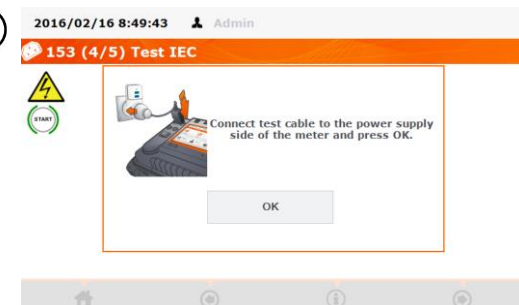 2016/02/16 8:49:43 Admin
153 (4/5) Test IEC
START
Connect test cable to the power supply
side of the meter and press OK.
OK